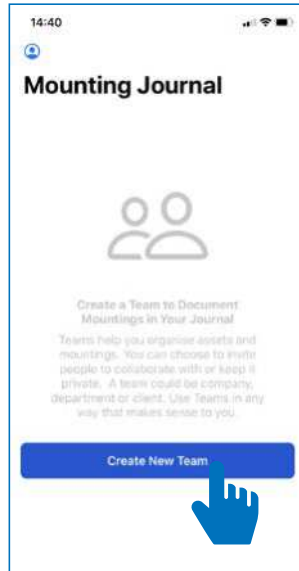 14:40
Mounting Journal
Create a Team to Document
Mountings in Your Journal
Teams help you organise assets and
mountings. You can choose to invite
people to collaborate with or keep it
private. A team could be company,
department or client. Use Teams in any
way that makes sense to you.
Create New Team